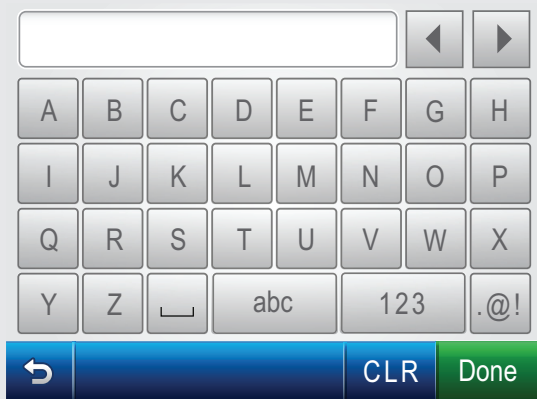 A B C D E F G H
I J K L M N O P
Q R S T U V W X
Y Z abc 123 .@!
CLR Done